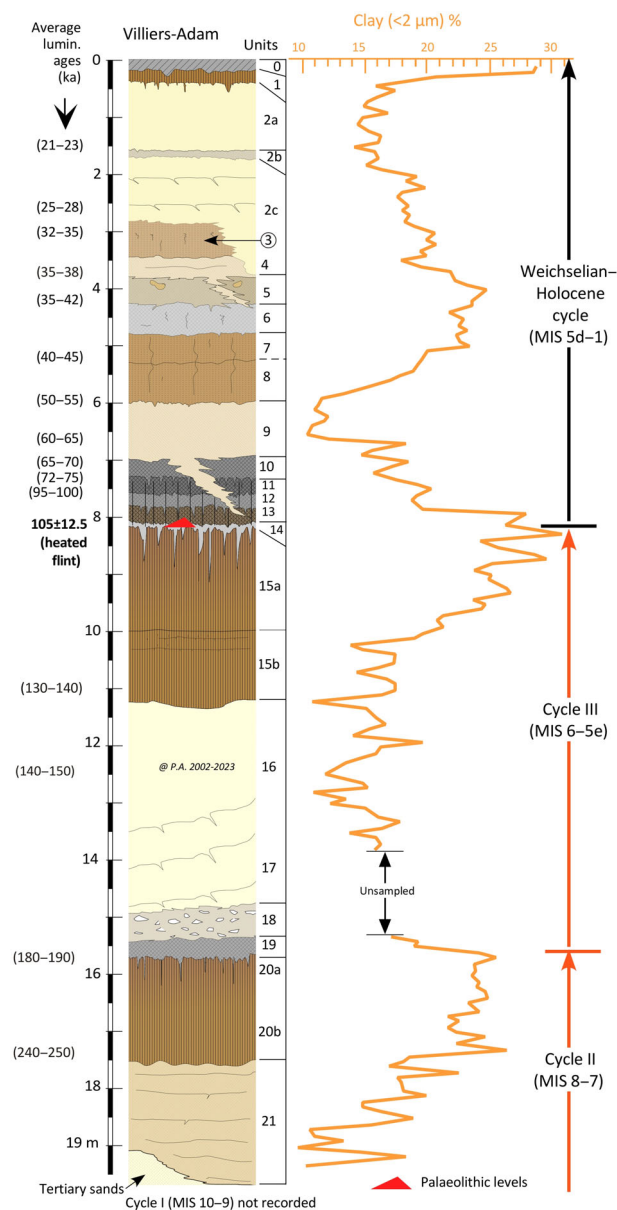 Average
lumin.
ages
(ka)
Villiers-Adam
Units
Clay (<2 µm) %
10
15
20
25
30
0
2
4
6
8
10
12
14
16
18
19 m
(21–23)
(25–28)
(32–35)
(35–38)
(35–42)
(40–45)
(50–55)
(60–65)
(65–70)
(72–75)
(95–100)
105±12.5
(heated
flint)
(130–140)
(140–150)
(180–190)
(240–250)
0
1
2a
2b
2c
3
4
5
6
7
8
9
10
11
12
13
14
15a
15b
16
17
18
19
20a
20b
21
@ P.A. 2002-2023
Weichselian–
Holocene
cycle
(MIS 5d–1)
Cycle III
(MIS 6–5e)
Unsampled
Cycle II
(MIS 8–7)
Tertiary sands
Palaeolithic levels
Cycle I (MIS 10–9) not recorded